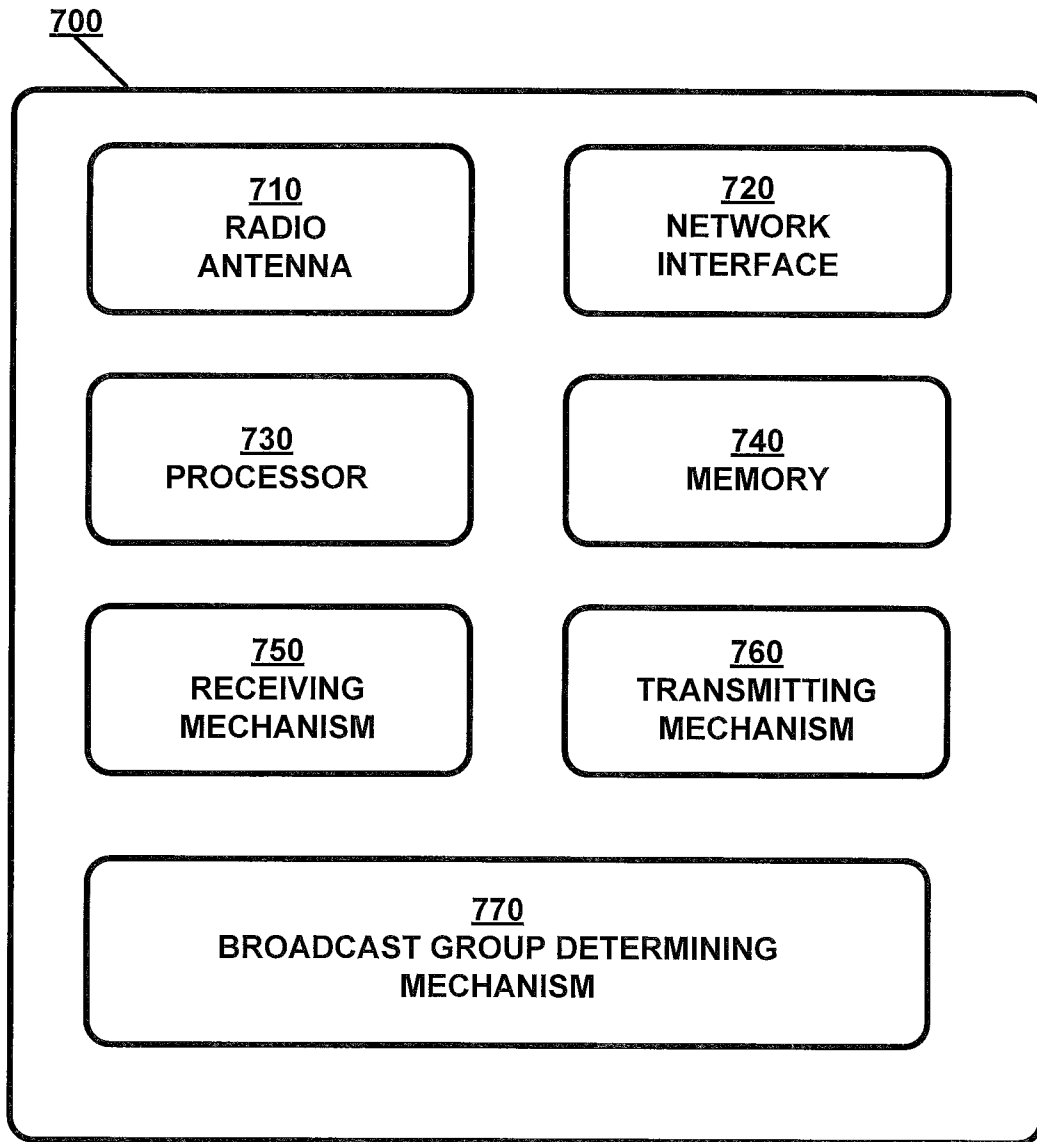 700
710
RADIO
ANTENNA
720
NETWORK
INTERFACE
730
PROCESSOR
740
MEMORY
750
RECEIVING
MECHANISM
760
TRANSMITTING
MECHANISM
770
BROADCAST GROUP DETERMINING
MECHANISM